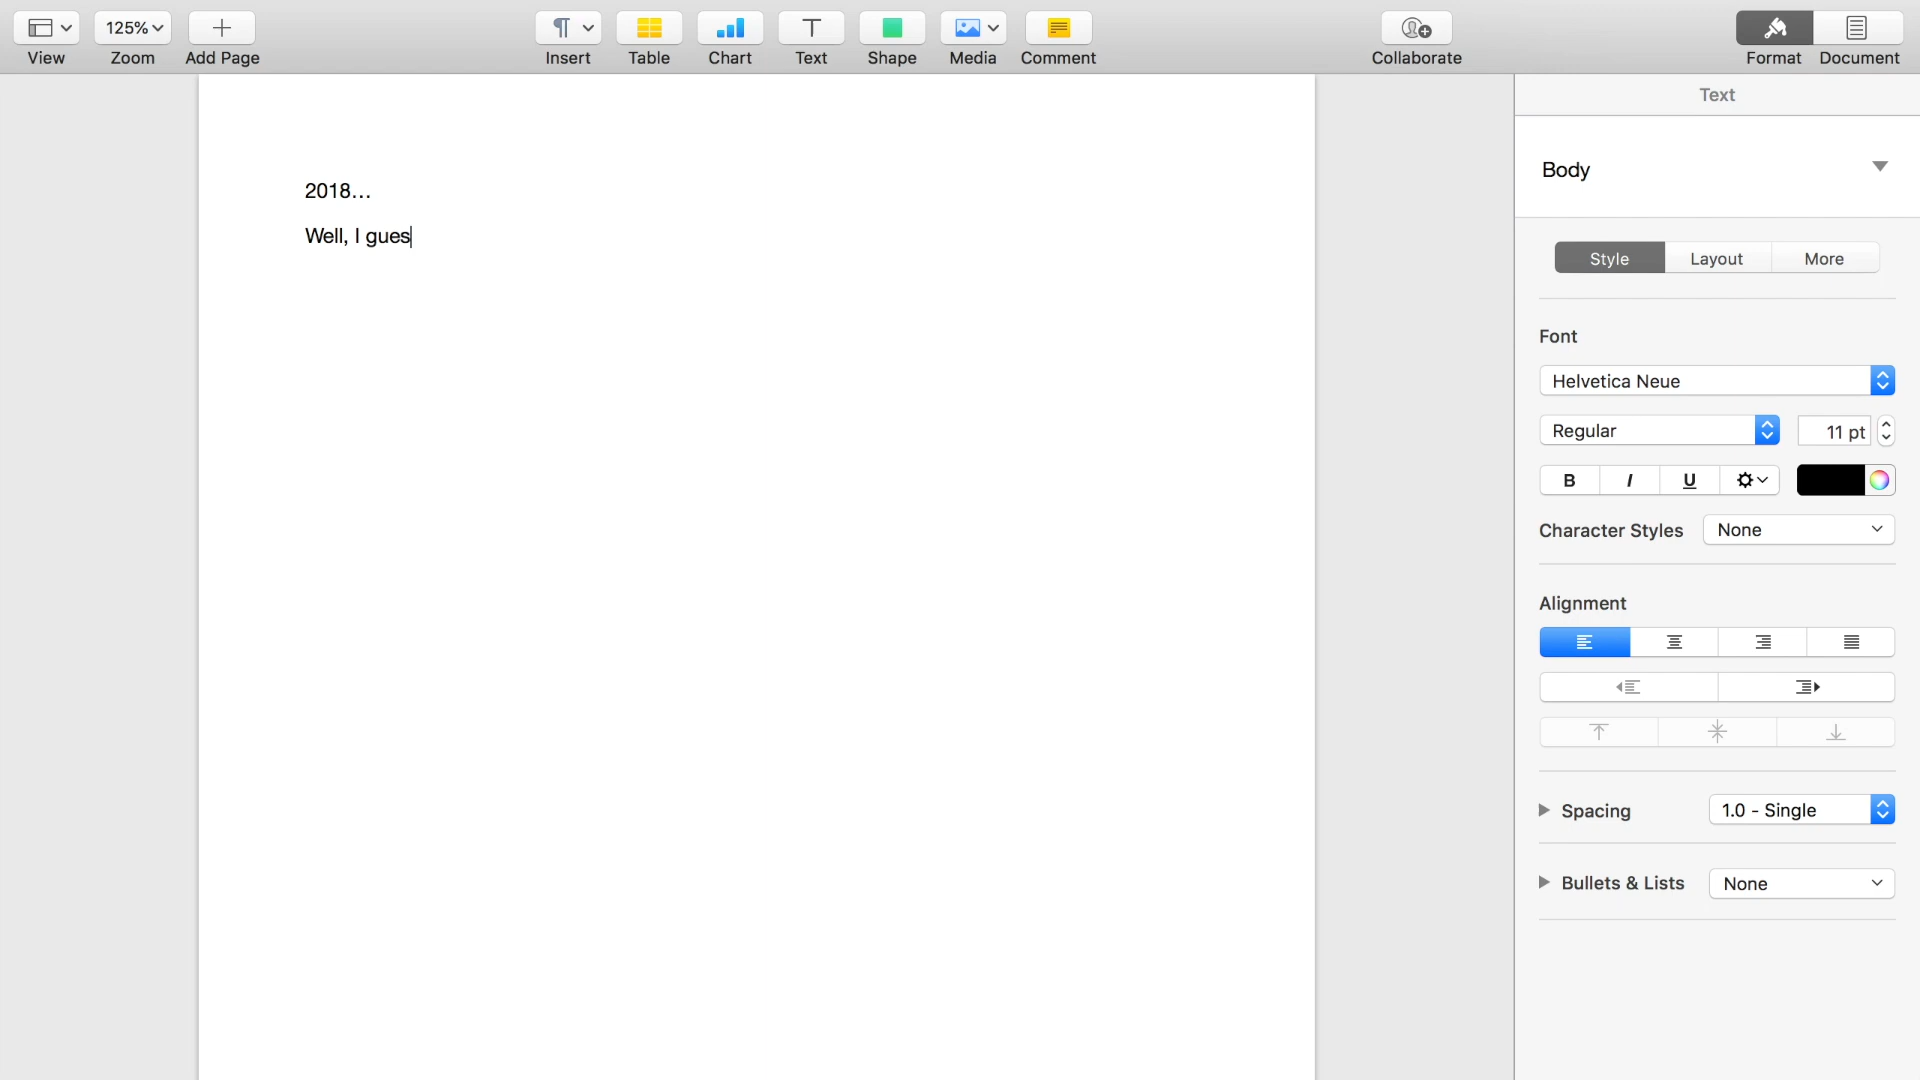 125%
View
Zoom
Add Page
Insert
Table
Chart
T
Text
Shape
Media
Comment
Collaborate
Format
Document
2018...
Well, I gues
Text
Body
Style Layout More
Font
Helvetica Neue
Regular 11 pt
B I U
Character Styles None
Alignment
Spacing 1.0 - Single
Bullets & Lists None